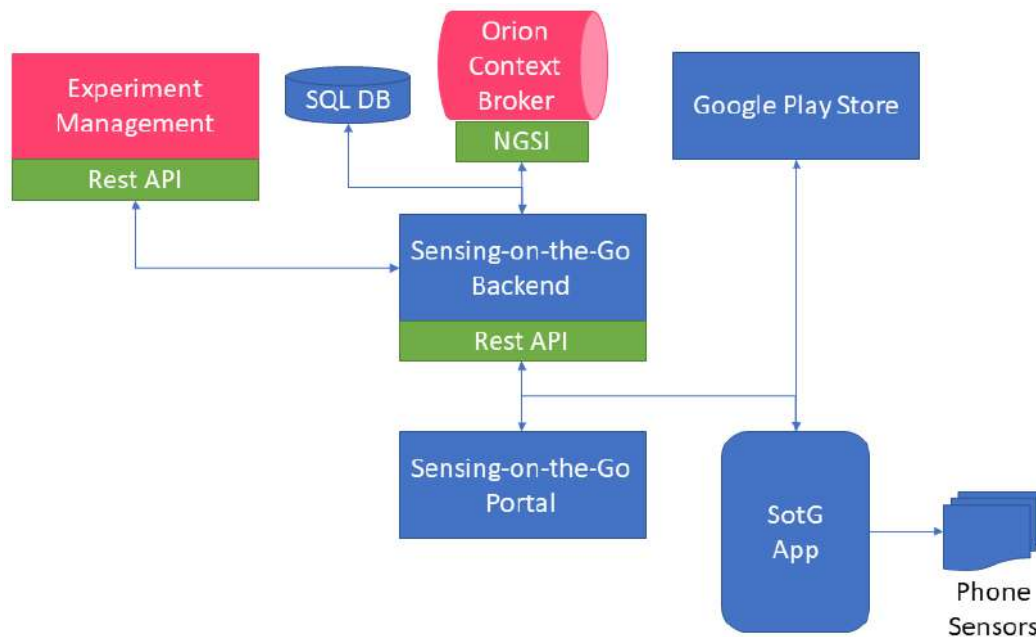 Experiment
Management
Rest API
SQL DB
Orion
Context
Broker
NGSI
Google Play Store
Sensing-on-the-Go
Backend
Rest API
Sensing-on-the-Go
Portal
SotG
App
Phone
Sensors